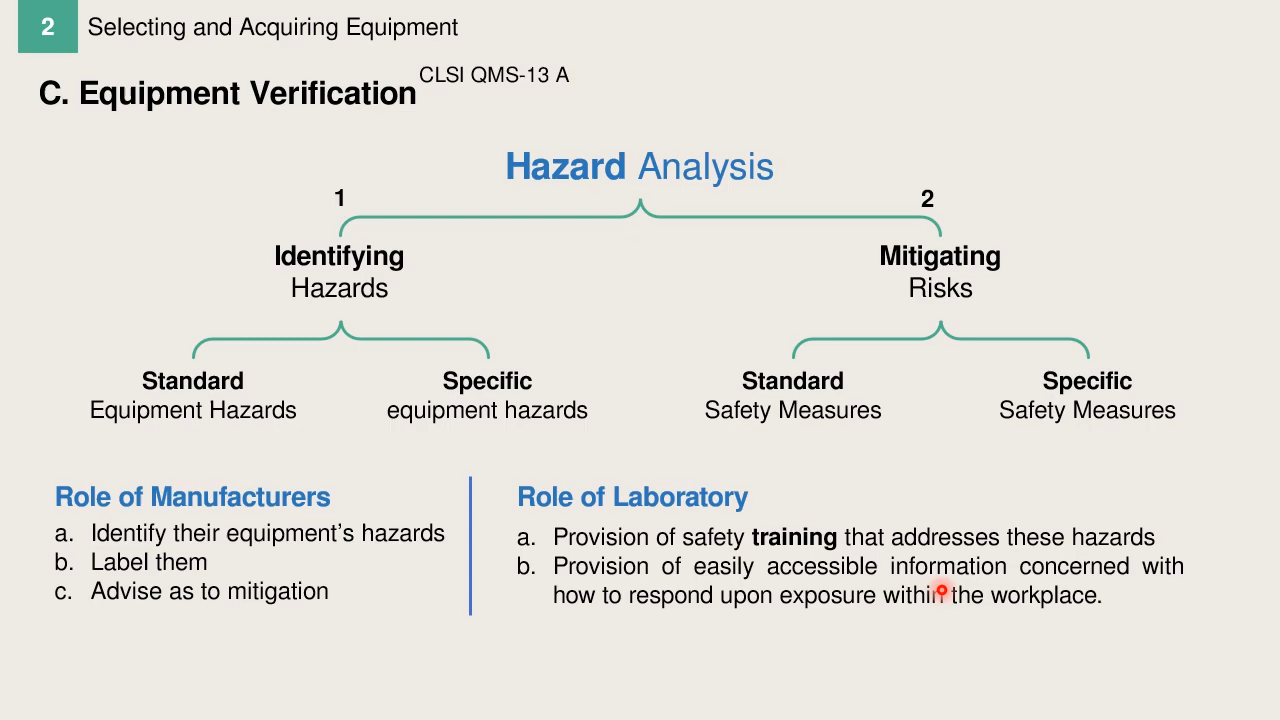 2 Selecting and Acquiring Equipment
C. Equipment Verification CLSI QMS-13 A
Hazard Analysis
1 2
Identifying Mitigating
Hazards Risks
Standard Specific Standard Specific
Equipment Hazards equipment hazards Safety Measures Safety Measures
Role of Manufacturers
a. Identify their equipment’s hazards
b. Label them
c. Advise as to mitigation
Role of Laboratory
a. Provision of safety training that addresses these hazards
b. Provision of easily accessible information concerned with
how to respond upon exposure within the workplace.